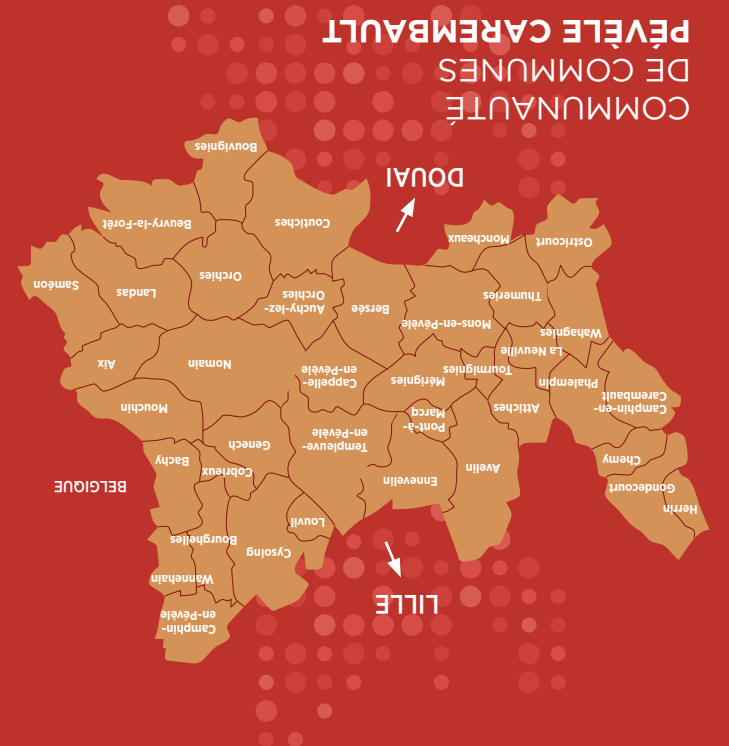 Camphin-
en-Pévèle
LILLE
Wannehain
Cysoing
Bourghelles
Louvil
Herrin
Gondecourt
BELGIQUE
Ennevelin
Avelin
Cobrieux
Chemy
Bachy
Templeuve-
en-Pévèle
Genech
Pont-à-
Marcq
Camphin-en-
Carembault
Attiches
Mouchin
Phalempin
Mérignies
Cappelle-
en-Pévèle
Tourmignies
Nomain
Aix
La Neuville
Wahagnies
Mons-en-Pévèle
Bersée
Auchy-lez-
Orchies
Thumeries
Landas
Saméon
Orchies
Ostricourt
Moncheaux
Coutiches
Beuvry-la-Forêt
DOUAI
Bouvignies
COMMUNAUTÉ
DE COMMUNES
PÉVÈLE CAREMBAULT